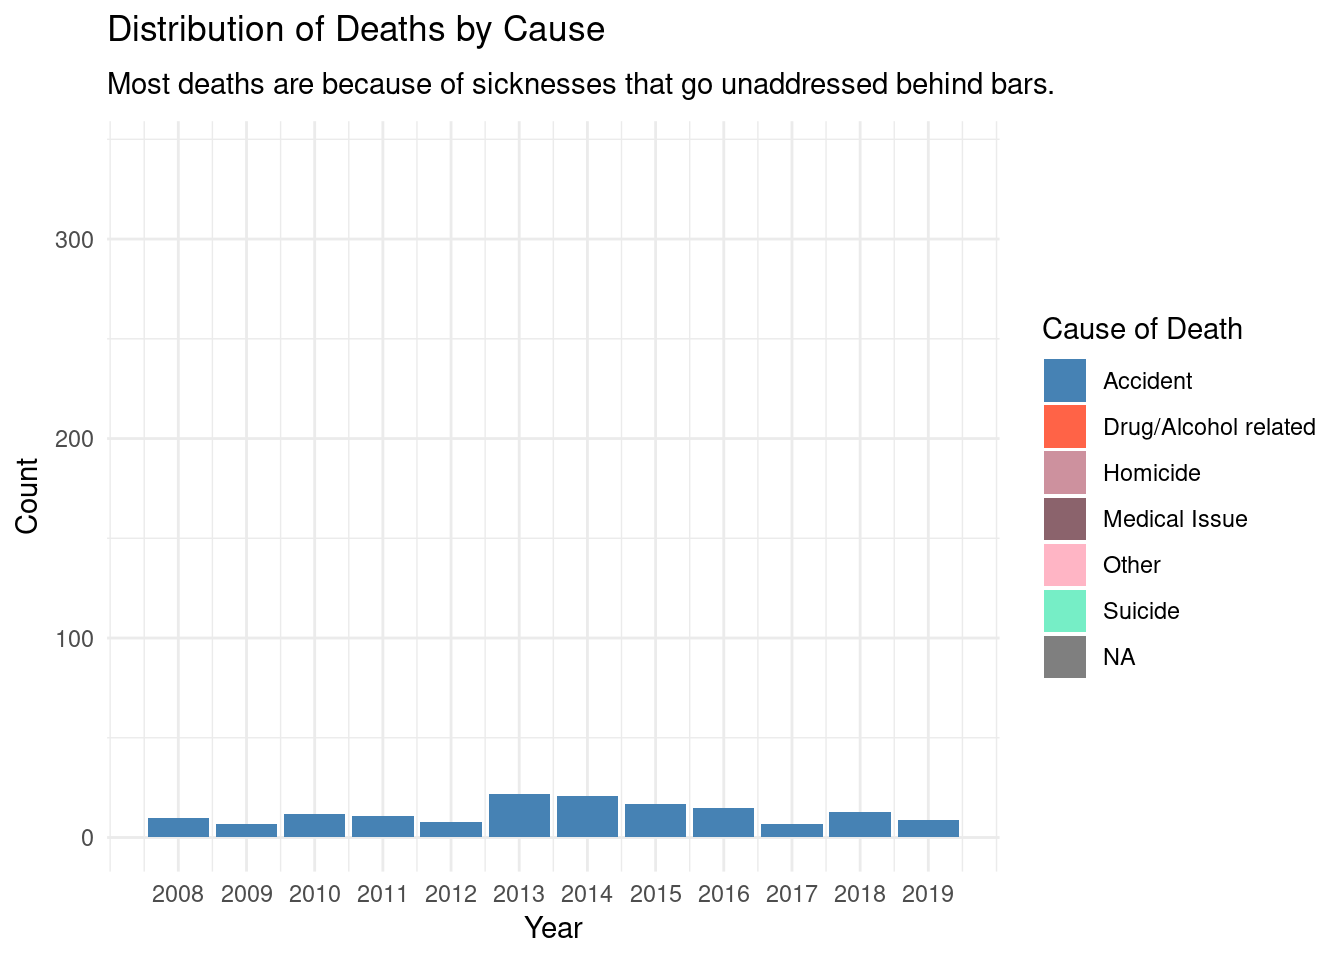 Distribution of Deaths by Cause
Most deaths are because of sicknesses that go unaddressed behind bars.
Count
300
200
100
0
2008 2009 2010 2011 2012 2013 2014 2015 2016 2017 2018 2019
Year
Cause of Death
Accident
Drug/Alcohol related
Homicide
Medical Issue
Other
Suicide
NA